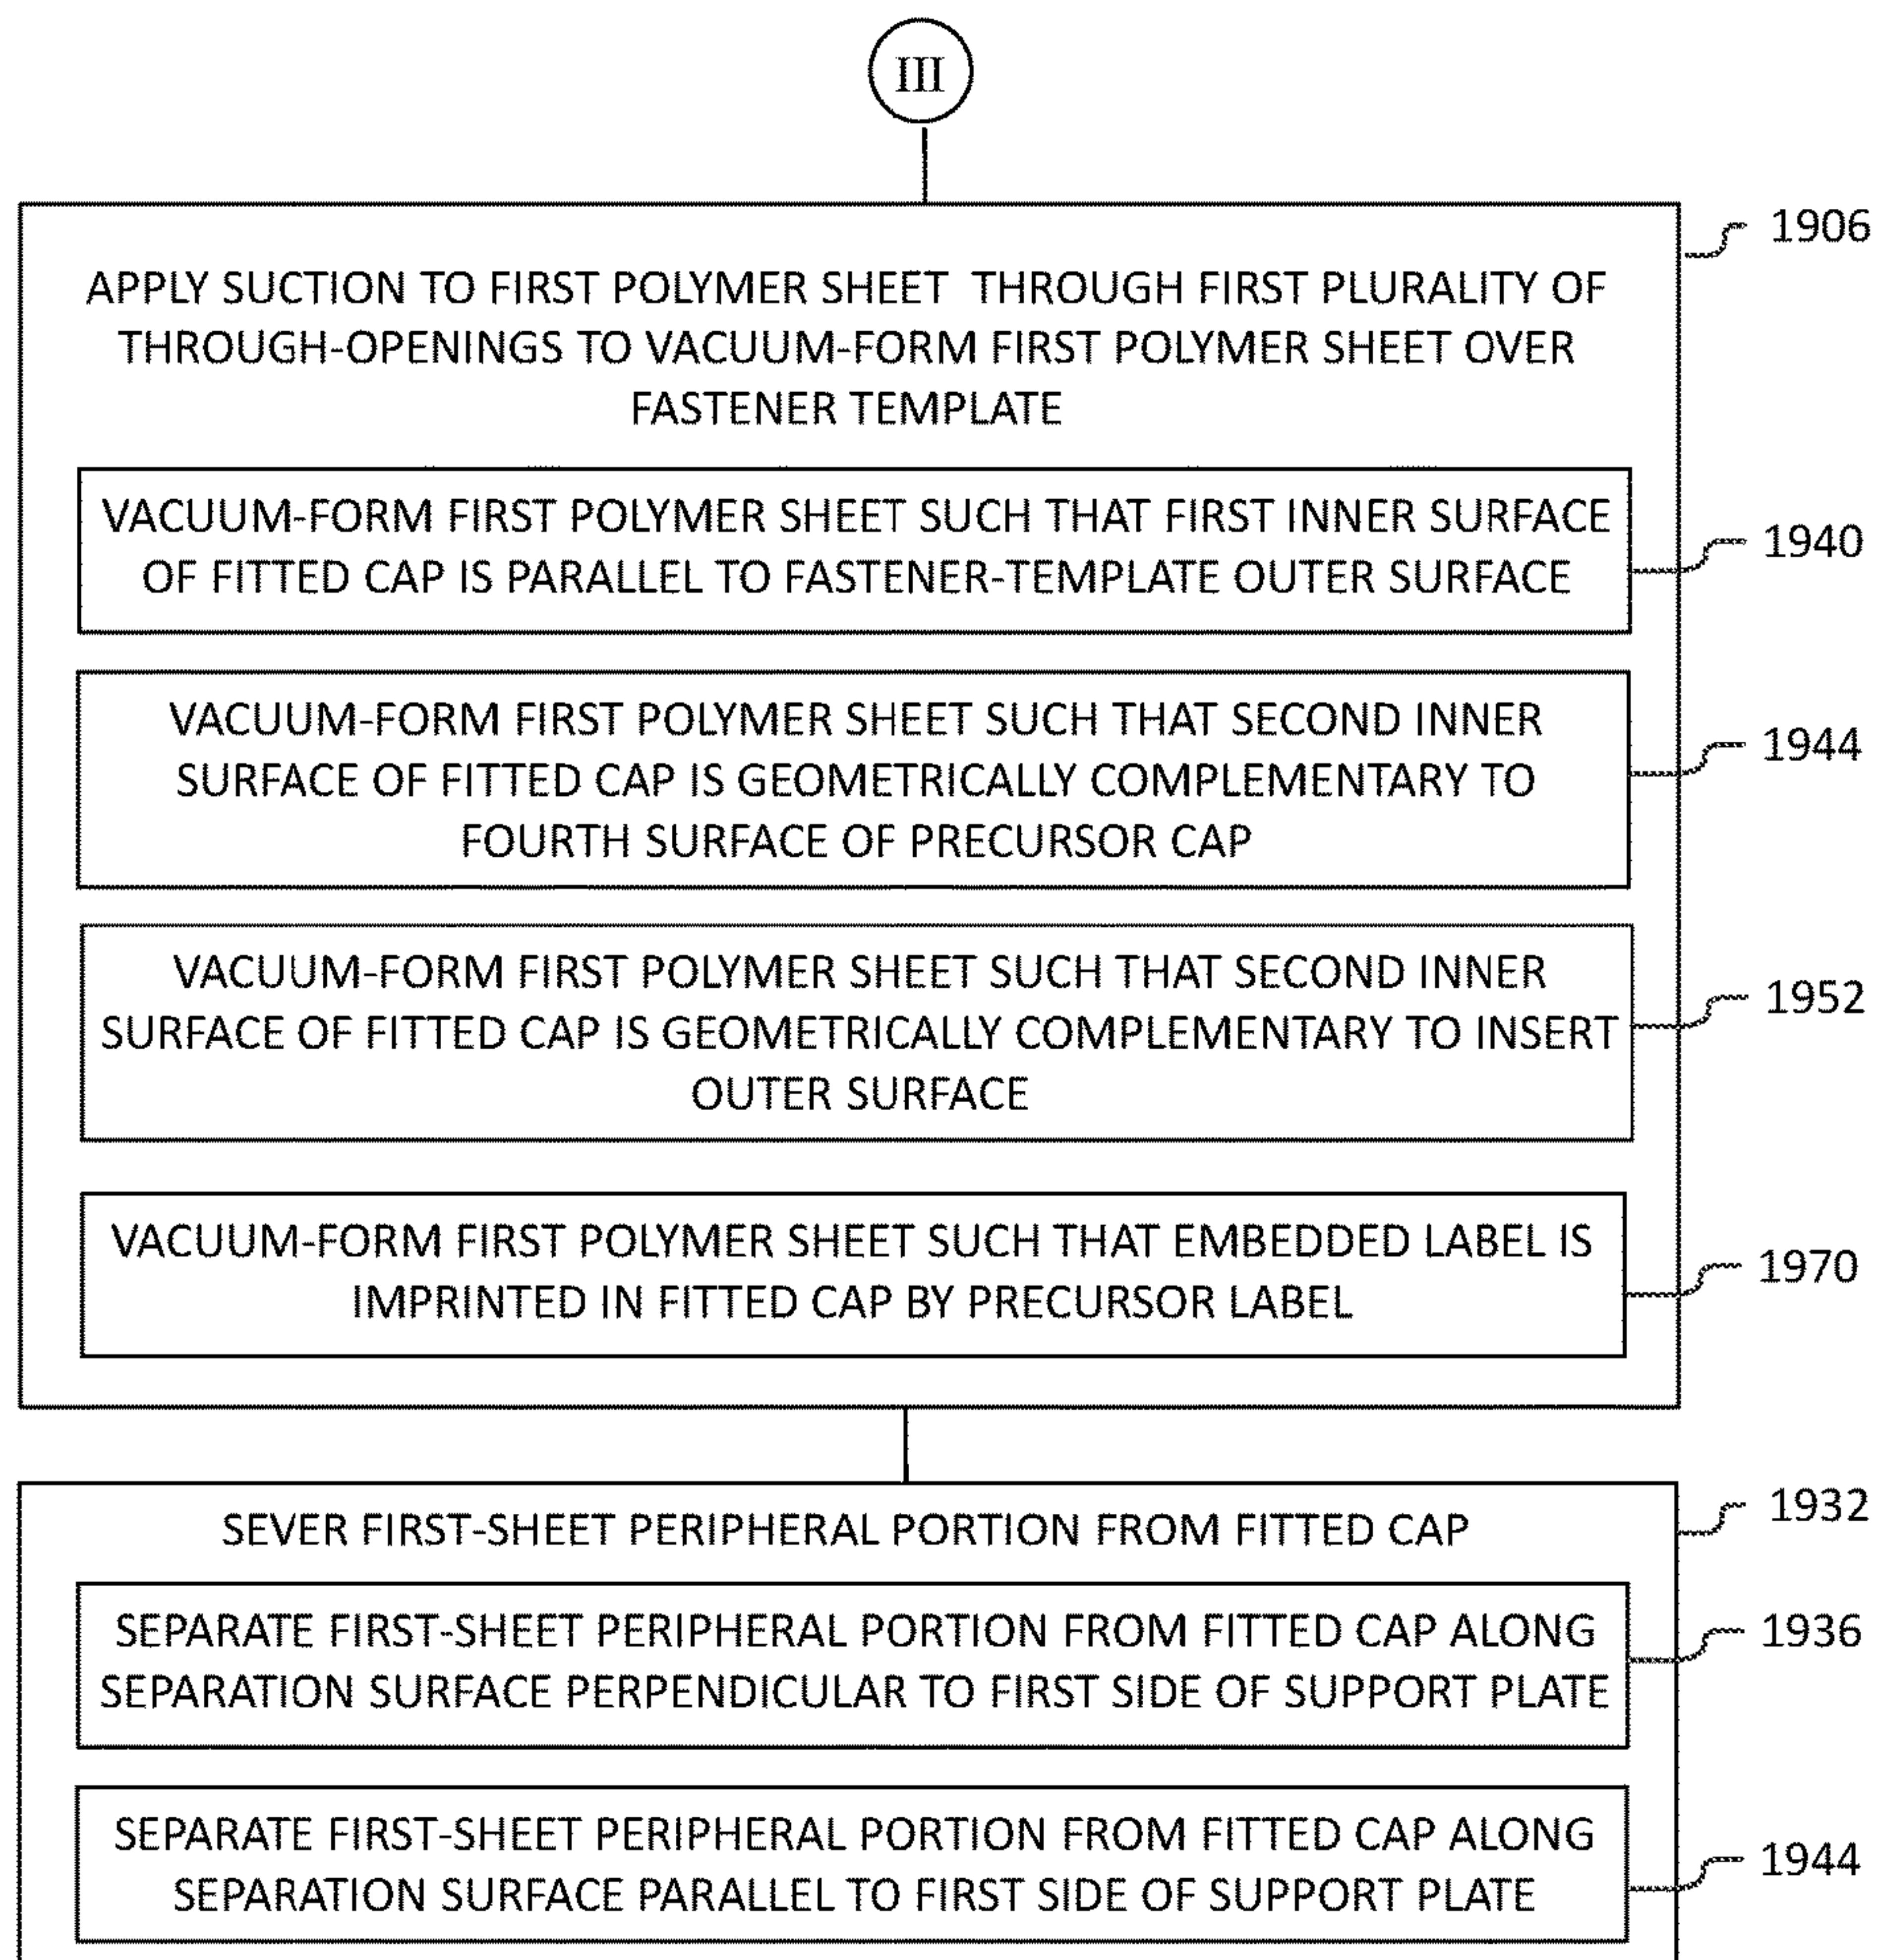 III
1906
APPLY SUCTION TO FIRST POLYMER SHEET THROUGH FIRST PLURALITY OF
THROUGH-OPENINGS TO VACUUM-FORM FIRST POLYMER SHEET OVER
FASTENER TEMPLATE
VACUUM-FORM FIRST POLYMER SHEET SUCH THAT FIRST INNER SURFACE
OF FITTED CAP IS PARALLEL TO FASTENER-TEMPLATE OUTER SURFACE
1940
VACUUM-FORM FIRST POLYMER SHEET SUCH THAT SECOND INNER
SURFACE OF FITTED CAP IS GEOMETRICALLY COMPLEMENTARY TO
FOURTH SURFACE OF PRECURSOR CAP
1944
VACUUM-FORM FIRST POLYMER SHEET SUCH THAT SECOND INNER
SURFACE OF FITTED CAP IS GEOMETRICALLY COMPLEMENTARY TO INSERT
OUTER SURFACE
1952
VACUUM-FORM FIRST POLYMER SHEET SUCH THAT EMBEDDED LABEL IS
IMPRINTED IN FITTED CAP BY PRECURSOR LABEL
1970
SEVER FIRST-SHEET PERIPHERAL PORTION FROM FITTED CAP
1932
SEPARATE FIRST-SHEET PERIPHERAL PORTION FROM FITTED CAP ALONG
SEPARATION SURFACE PERPENDICULAR TO FIRST SIDE OF SUPPORT PLATE
1936
SEPARATE FIRST-SHEET PERIPHERAL PORTION FROM FITTED CAP ALONG
SEPARATION SURFACE PARALLEL TO FIRST SIDE OF SUPPORT PLATE
1944